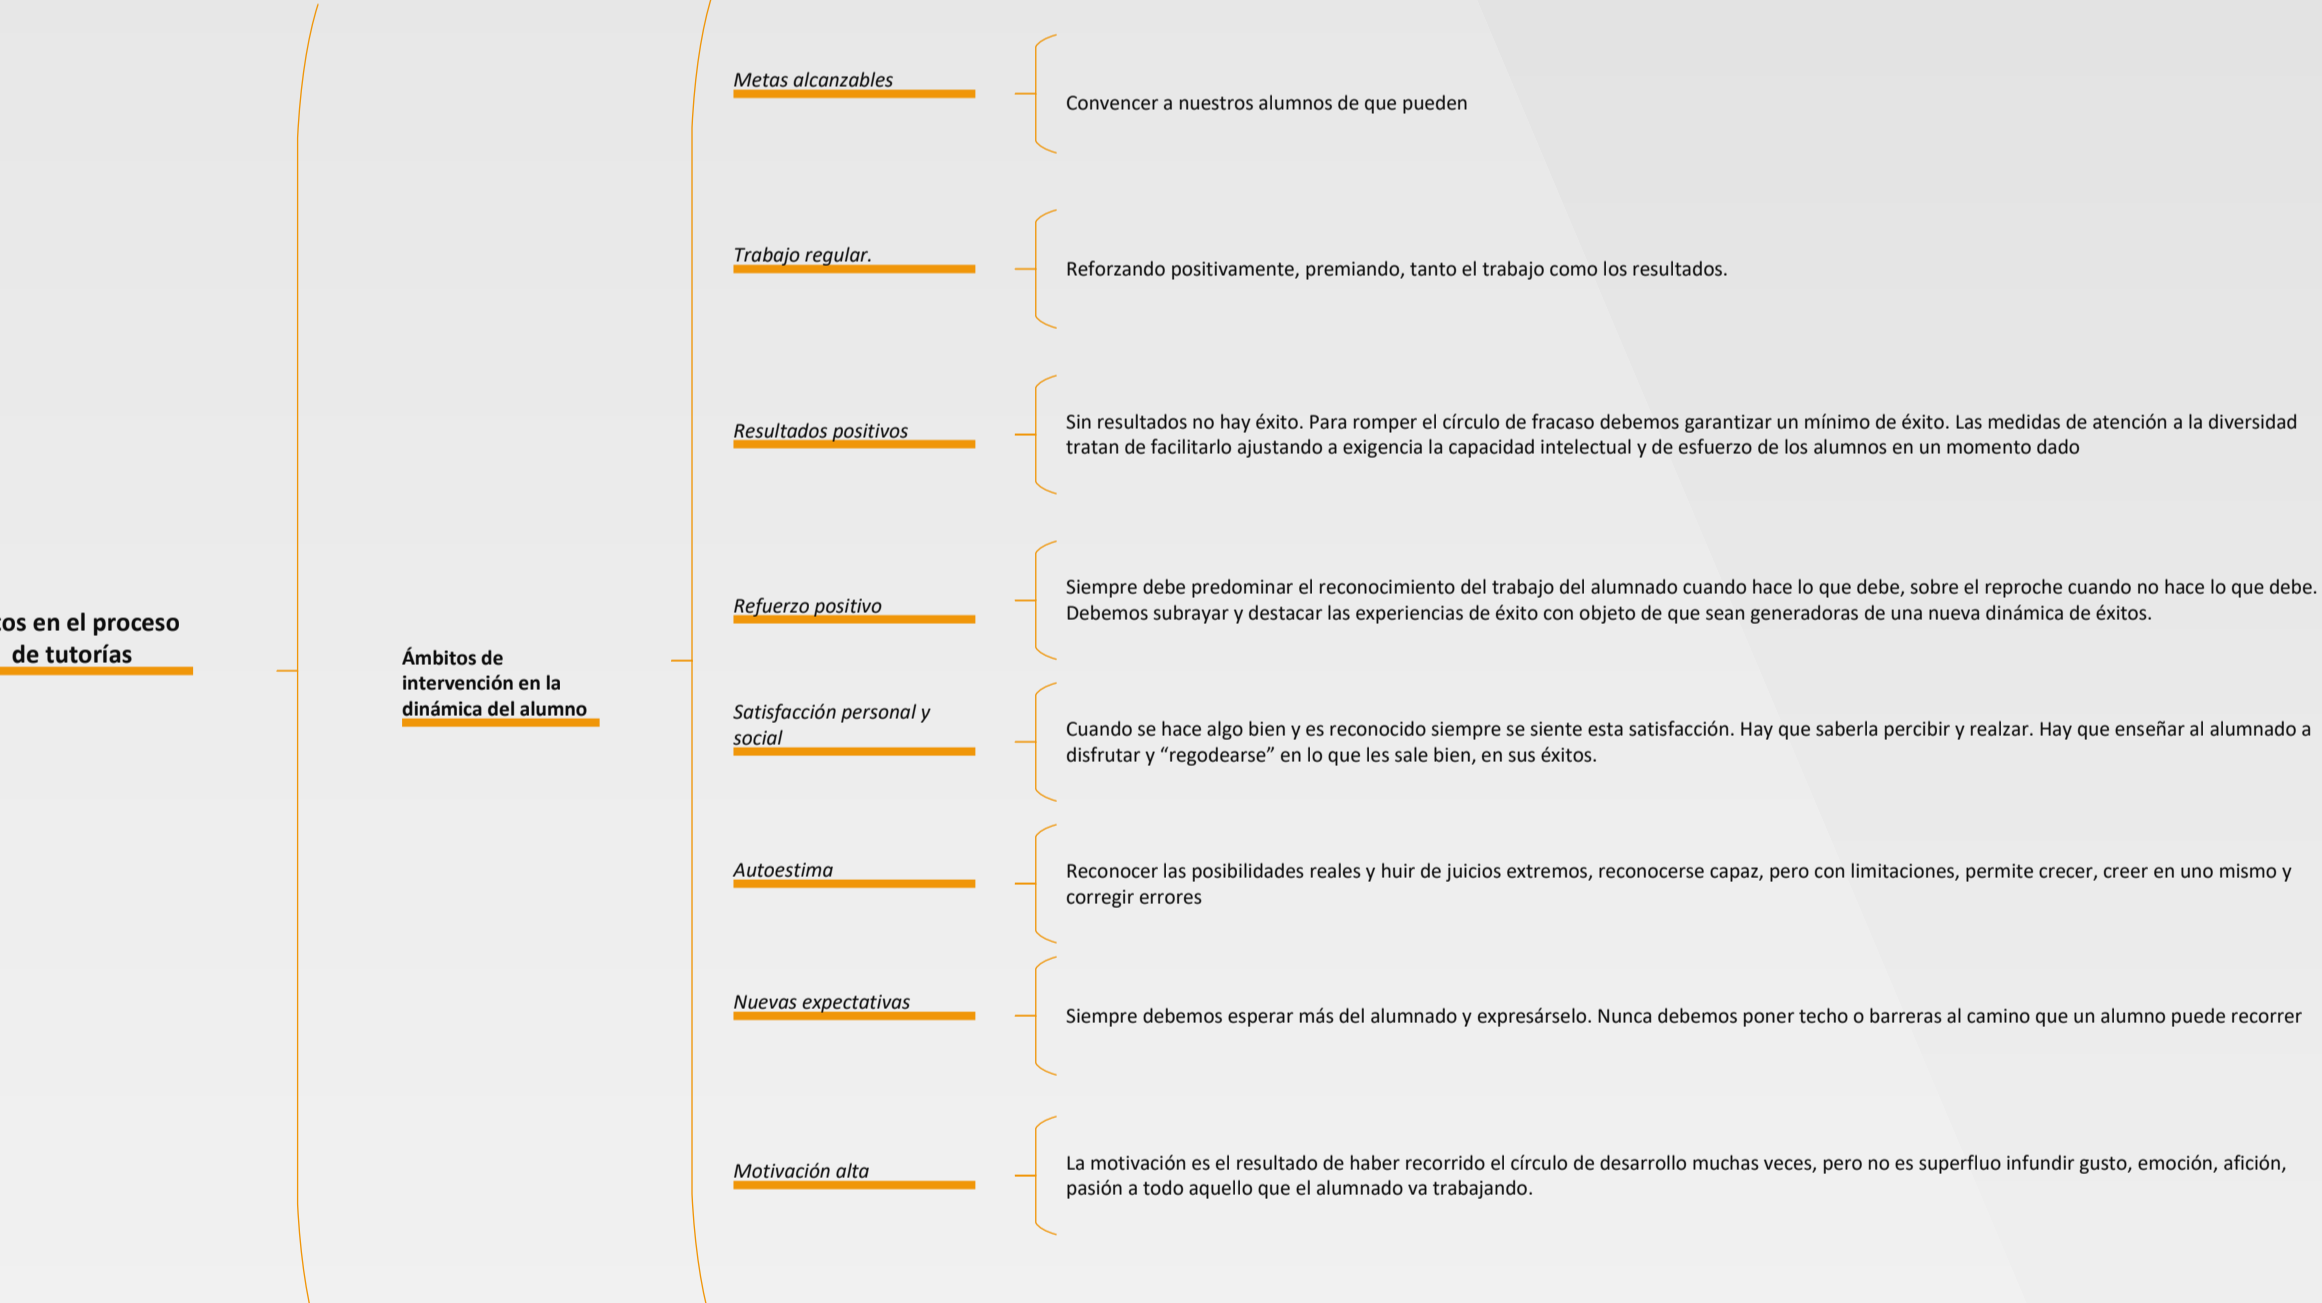 Metas alcanzables
Convencer a nuestros alumnos de que pueden
Trabajo regular.
Reforzando positivamente, premiando, tanto el trabajo como los resultados.
Resultados positivos
Sin resultados no hay éxito. Para romper el círculo de fracaso debemos garantizar un mínimo de éxito. Las medidas de atención a la diversidad
tratan de facilitarlo ajustando a exigencia la capacidad intelectual y de esfuerzo de los alumnos en un momento dado
Refuerzo positivo
Siempre debe predominar el reconocimiento del trabajo del alumnado cuando hace lo que debe, sobre el reproche cuando no hace lo que debe.
Debemos subrayar y destacar las experiencias de éxito con objeto de que sean generadoras de una nueva dinámica de éxitos.
en el proceso
de tutorías
Ámbitos de
intervención en la
dinámica del alumno
Satisfacción personal y
social
Cuando se hace algo bien y es reconocido siempre se siente esta satisfacción. Hay que saberla percibir y realzar. Hay que enseñar al alumnado a
disfrutar y “regodearse” en lo que les sale bien, en sus éxitos.
Autoestima
Reconocer las posibilidades reales y huir de juicios extremos, reconocerse capaz, pero con limitaciones, permite crecer, creer en uno mismo y
corregir errores
Nuevas expectativas
Siempre debemos esperar más del alumnado y expresárselo. Nunca debemos poner techo o barreras al camino que un alumno puede recorrer
Motivación alta
La motivación es el resultado de haber recorrido el círculo de desarrollo muchas veces, pero no es superfluo infundir gusto, emoción, afición,
pasión a todo aquello que el alumnado va trabajando.